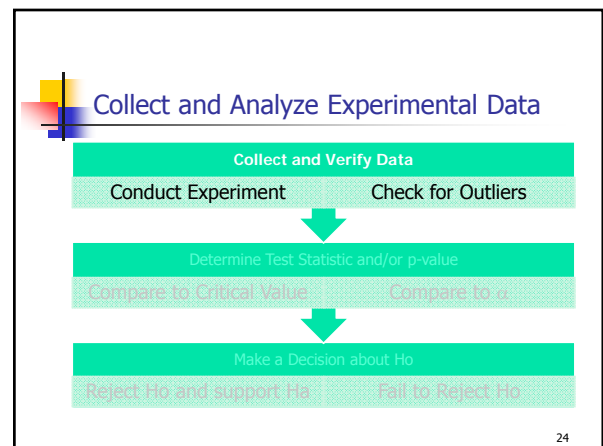 Collect and Analyze Experimental Data
Collect and Verify Data
Conduct Experiment Check for Outliers
Determine Test Statistic and/or p-value
Compare to Critical Value Compare to α
Make a Decision about Ho
Reject Ho and support Ha Fail to Reject Ho
24